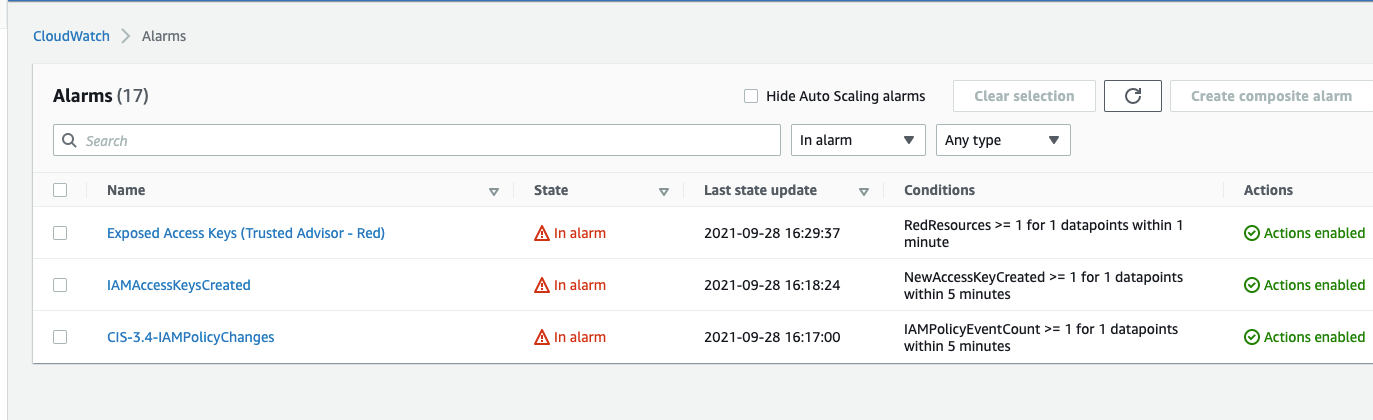 CloudWatch > Alarms
Alarms (17)
Hide Auto Scaling alarms
Clear selection
Create composite alarm
Search
In alarm
Any type
Name State Last state update Conditions Actions
Exposed Access Keys (Trusted Advisor - Red) In alarm 2021-09-28 16:29:37 RedResources >= 1 for 1 datapoints within 1 Actions enabled
minute
IAMAccessKeysCreated In alarm 2021-09-28 16:18:24 NewAccessKeyCreated >= 1 for 1 datapoints Actions enabled
within 5 minutes
CIS-3.4-IAMPolicyChanges In alarm 2021-09-28 16:17:00 IAMPolicyEventCount >= 1 for 1 datapoints Actions enabled
within 5 minutes